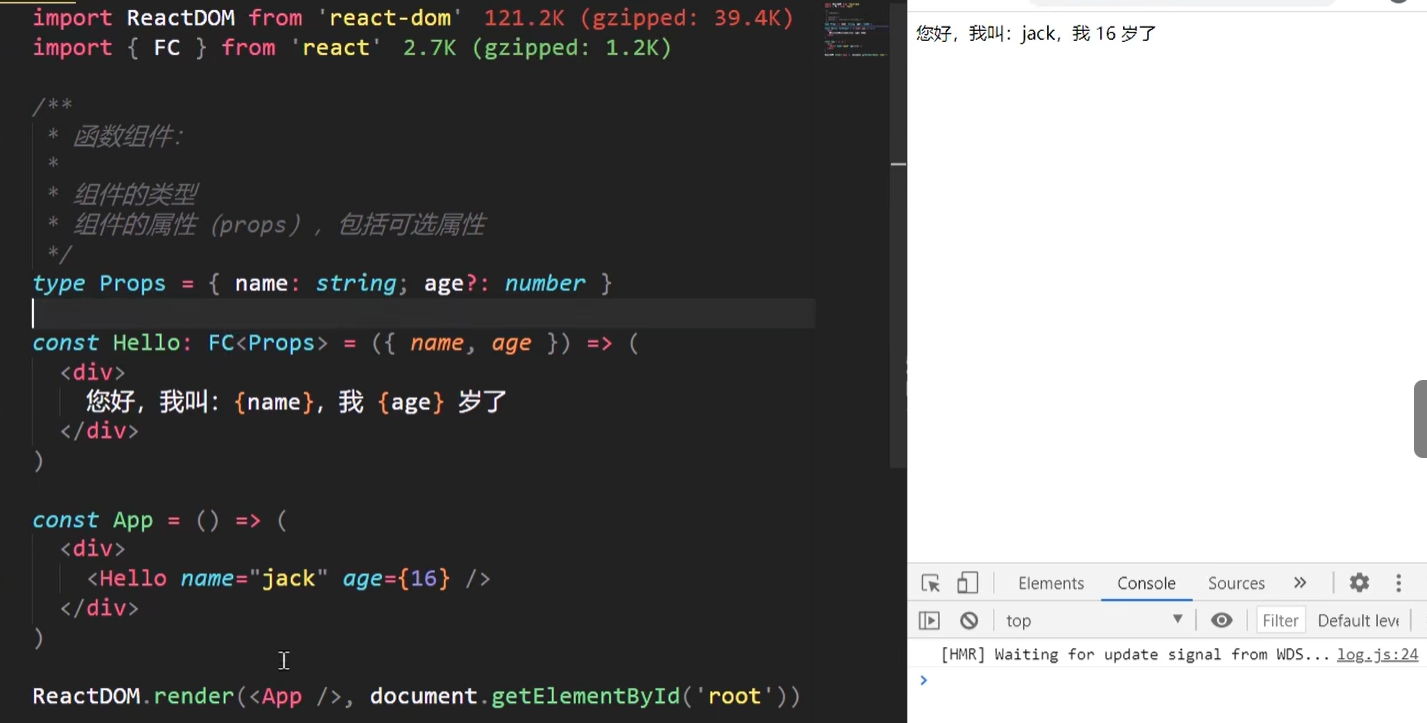 import ReactDOM from 'react-dom' 121.2K (gzipped: 39.4K)
import { FC } from 'react' 2.7K (gzipped: 1.2K)
/**
 * 函数组件：
 *
 * 组件的类型
 * 组件的属性（props），包括可选属性
 */
type Props = { name: string; age?: number }
const Hello: FC<Props> = ({ name, age }) => (
  <div>
    您好，我叫：{name}，我 {age} 岁了
  </div>
)
const App = () => (
  <div>
    <Hello name="jack" age={16} />
  </div>
)
ReactDOM.render(<App />, document.getElementById('root'))
您好，我叫：jack，我 16 岁了
Elements Console Sources »
top Filter Default leve
[HMR] Waiting for update signal from WDS... log.js:24